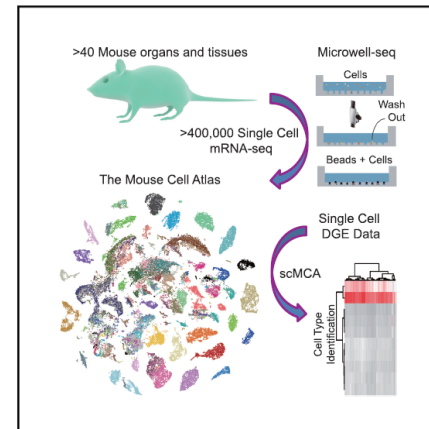 >40 Mouse organs and tissues
Microwell-seq
Cells
Wash
Out
>400,000 Single Cell
mRNA-seq
Beads + Cells
The Mouse Cell Atlas
Single Cell
DGE Data
scMCA
Cell Type
Identification